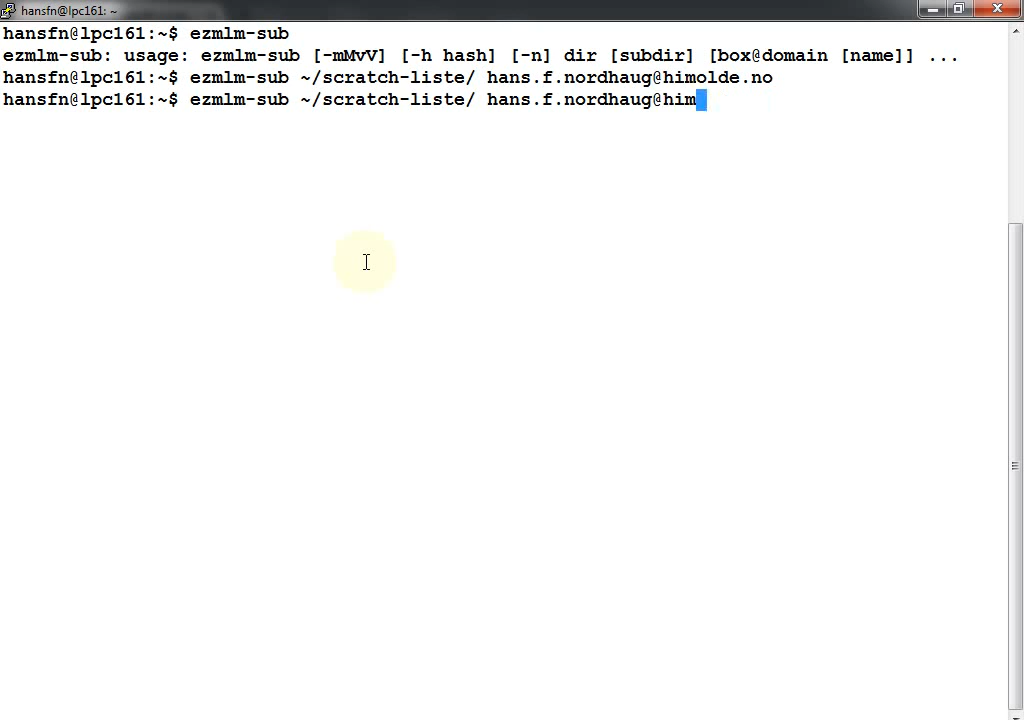 hansfn@lpc161: ~
hansfn@lpc161:~$ ezmlm-sub
ezmlm-sub: usage: ezmlm-sub [-mMvV] [-h hash] [-n] dir [subdir] [box@domain [name]] ...
hansfn@lpc161:~$ ezmlm-sub ~/scratch-liste/ hans.f.nordhaug@himolde.no
hansfn@lpc161:~$ ezmlm-sub ~/scratch-liste/ hans.f.nordhaug@him